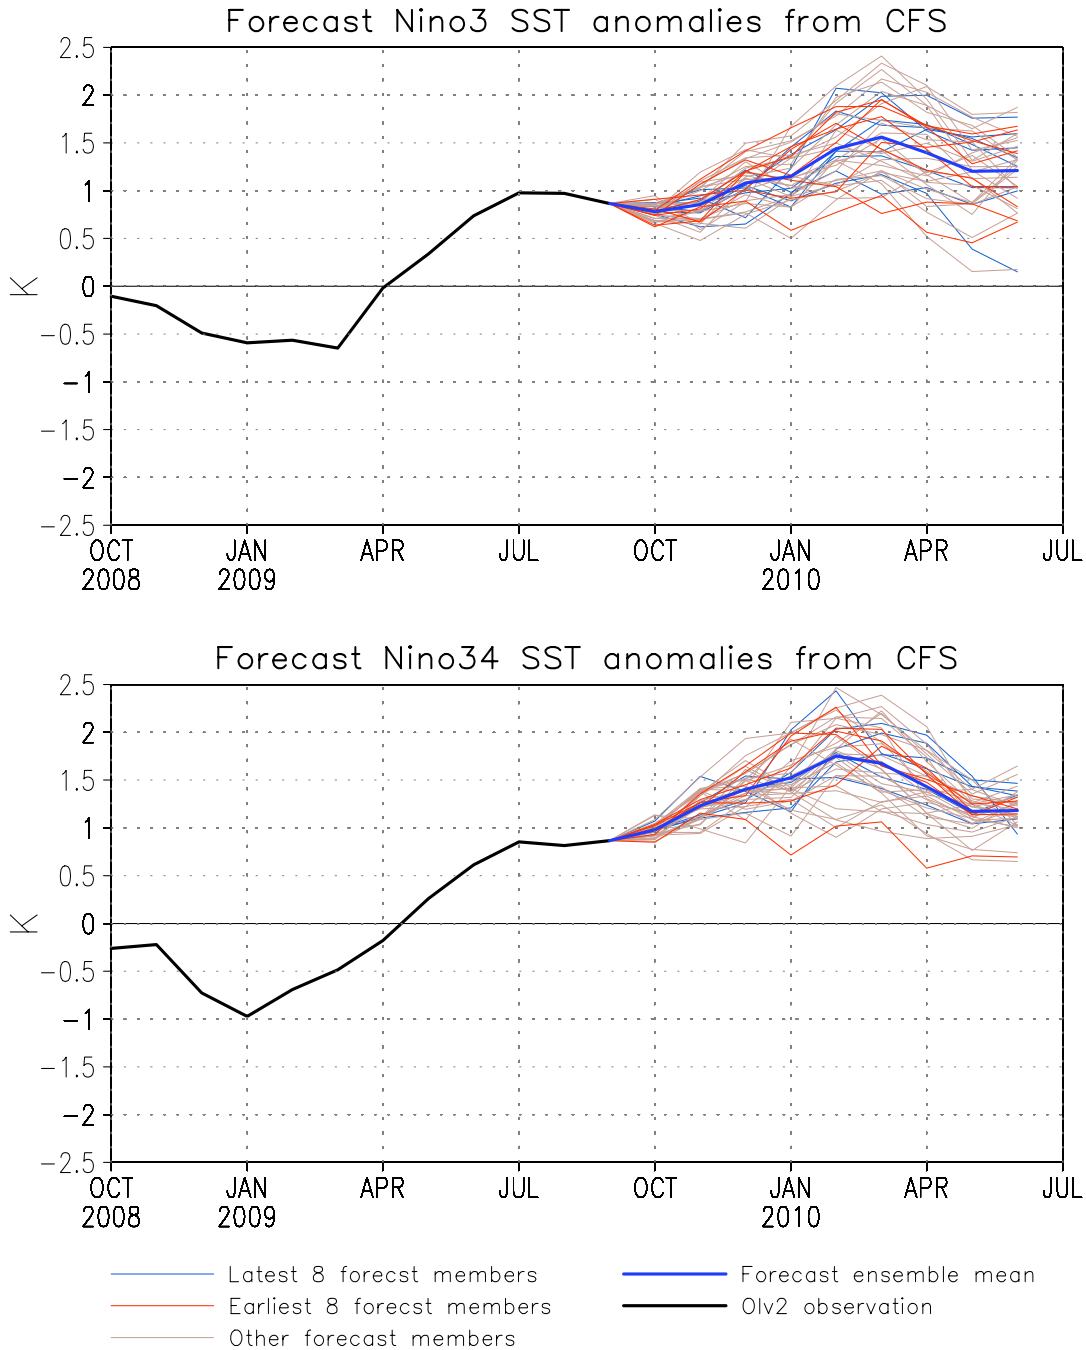 Forecast Nino3 SST anomalies from CFS
2.5
2
1.5
1
0.5
0
-0.5
-1
-1.5
-2
-2.5
K
OCT JAN APR JUL OCT JAN APR JUL
2008 2009 2010
Forecast Nino34 SST anomalies from CFS
2.5
2
1.5
1
0.5
0
-0.5
-1
-1.5
-2
-2.5
K
OCT JAN APR JUL OCT JAN APR JUL
2008 2009 2010
Latest 8 forecst members
Earliest 8 forecst members
Other forecast members
Forecast ensemble mean
OIv2 observation